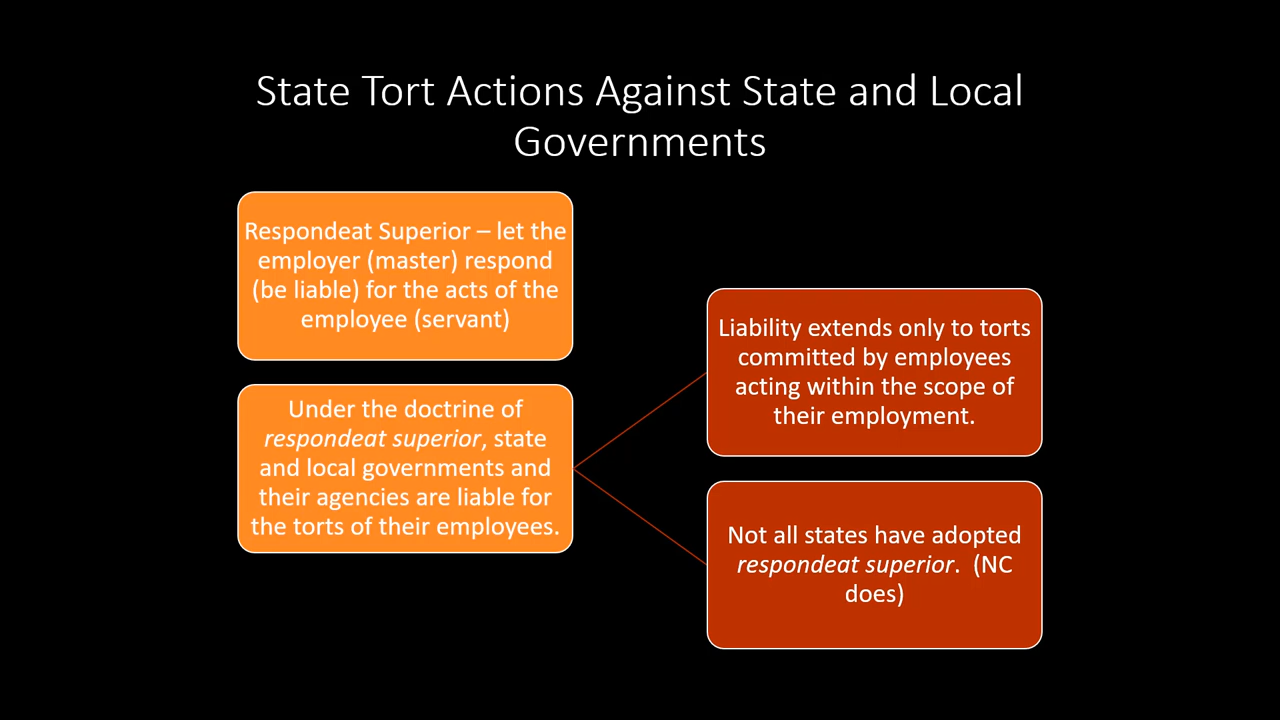 State Tort Actions Against State and Local
Governments
Respondeat Superior – let the
employer (master) respond
(be liable) for the acts of the
employee (servant)
Under the doctrine of
respondeat superior, state
and local governments and
their agencies are liable for
the torts of their employees.
Liability extends only to torts
committed by employees
acting within the scope of
their employment.
Not all states have adopted
respondeat superior.  (NC
does)